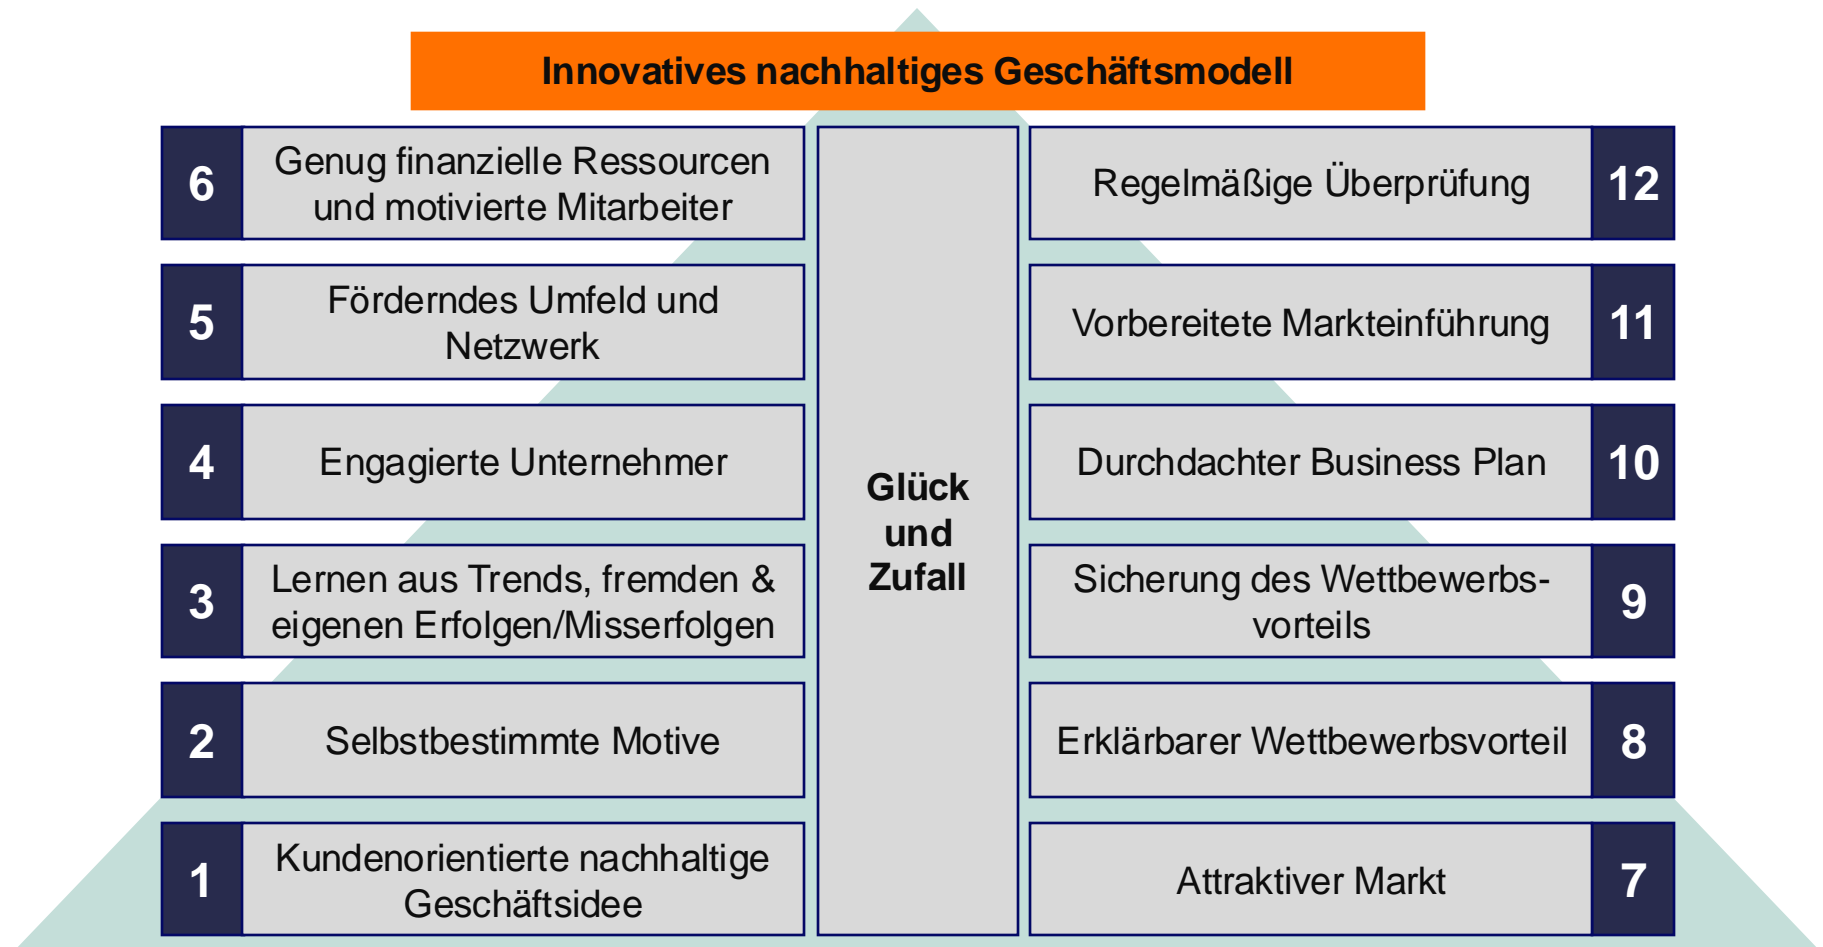 Innovatives nachhaltiges Geschäftsmodell
6
Genug finanzielle Ressourcen
und motivierte Mitarbeiter
5
Förderndes Umfeld und
Netzwerk
4
Engagierte Unternehmer
3
Lernen aus Trends, fremden &
eigenen Erfolgen/Misserfolgen
2
Selbstbestimmte Motive
1
Kundenorientierte nachhaltige
Geschäftsidee
Glück
und
Zufall
Regelmäßige Überprüfung
12
Vorbereitete Markteinführung
11
Durchdachter Business Plan
10
Sicherung des Wettbewerbs-
vorteils
9
Erklärbarer Wettbewerbsvorteil
8
Attraktiver Markt
7